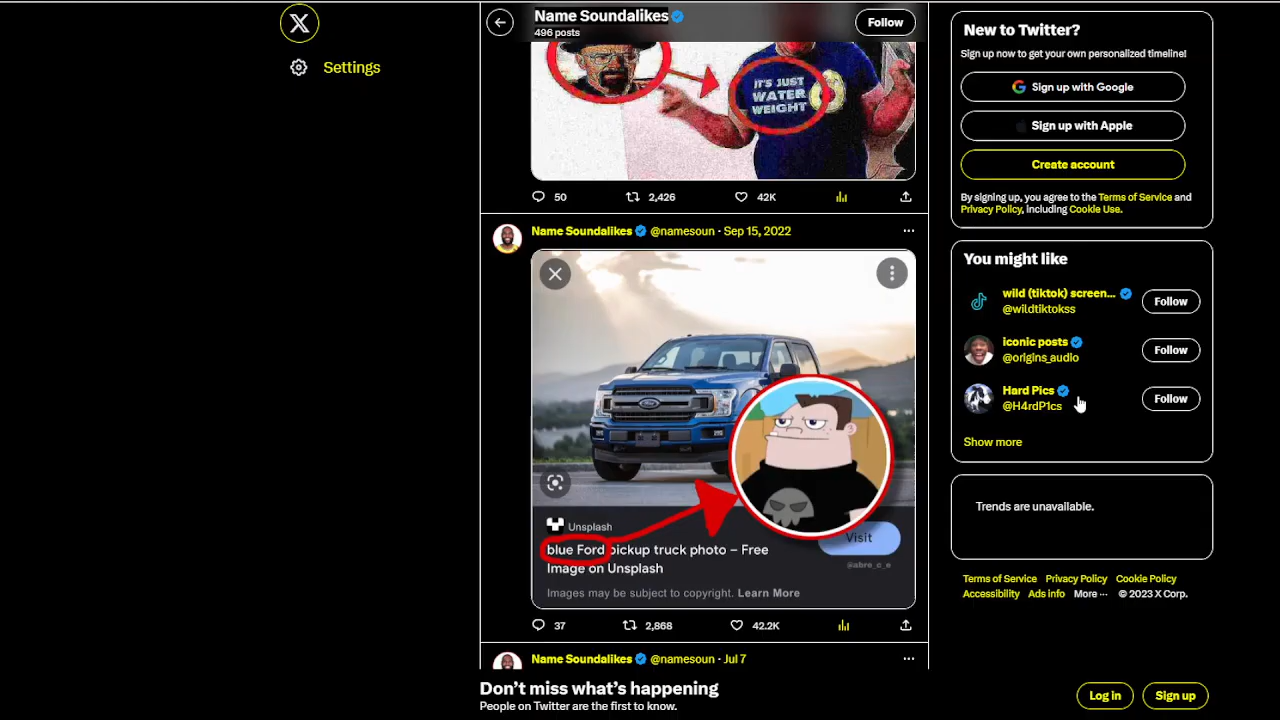 Settings
Name Soundalikes
496 posts
Follow
IT'S JUST
WATER
WEIGHT
50
2,426
42K
Name Soundalikes @namesoun · Sep 15, 2022
Unsplash
blue Ford pickup truck photo – Free
Image on Unsplash
Visit
@abre_c_e
Images may be subject to copyright. Learn More
37
2,868
42.2K
Name Soundalikes @namesoun · Jul 7
New to Twitter?
Sign up now to get your own personalized timeline!
Sign up with Google
Sign up with Apple
Create account
By signing up, you agree to the Terms of Service and
Privacy Policy, including Cookie Use.
You might like
wild (tiktok) screen...
@wildtiktokss
Follow
iconic posts
@origins_audio
Follow
Hard Pics
@H4rdP1cs
Follow
Show more
Trends are unavailable.
Terms of Service Privacy Policy Cookie Policy
Accessibility Ads info More ··· © 2023 X Corp.
Don't miss what's happening
People on Twitter are the first to know.
Log in
Sign up